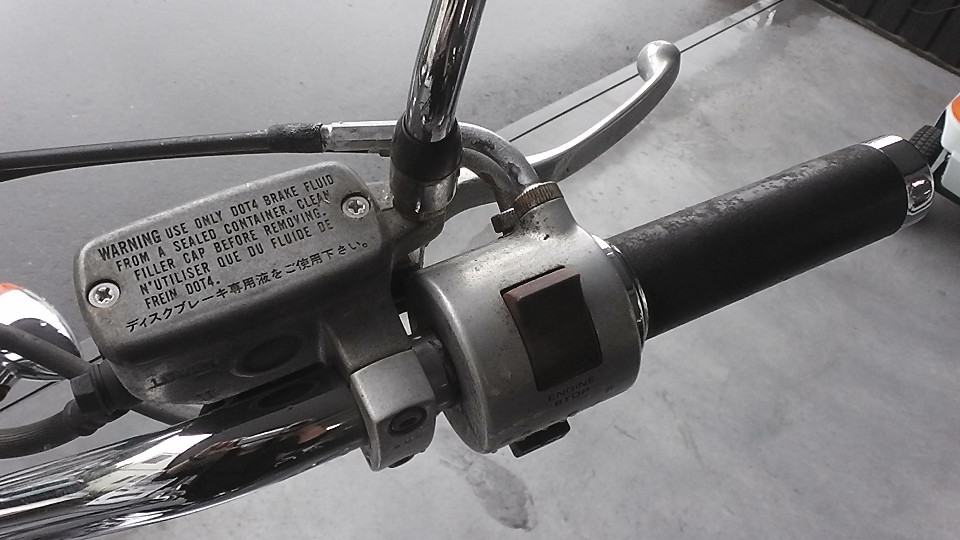 WARNING USE ONLY DOT4 BRAKE FLUID
FROM A SEALED CONTAINER. CLEAN
FILLER CAP BEFORE REMOVING.
N'UTILISER QUE DU FLUIDE DE
FREIN DOT4.
ディスクブレーキ専用液をご使用下さい。
ENGINE
STOP